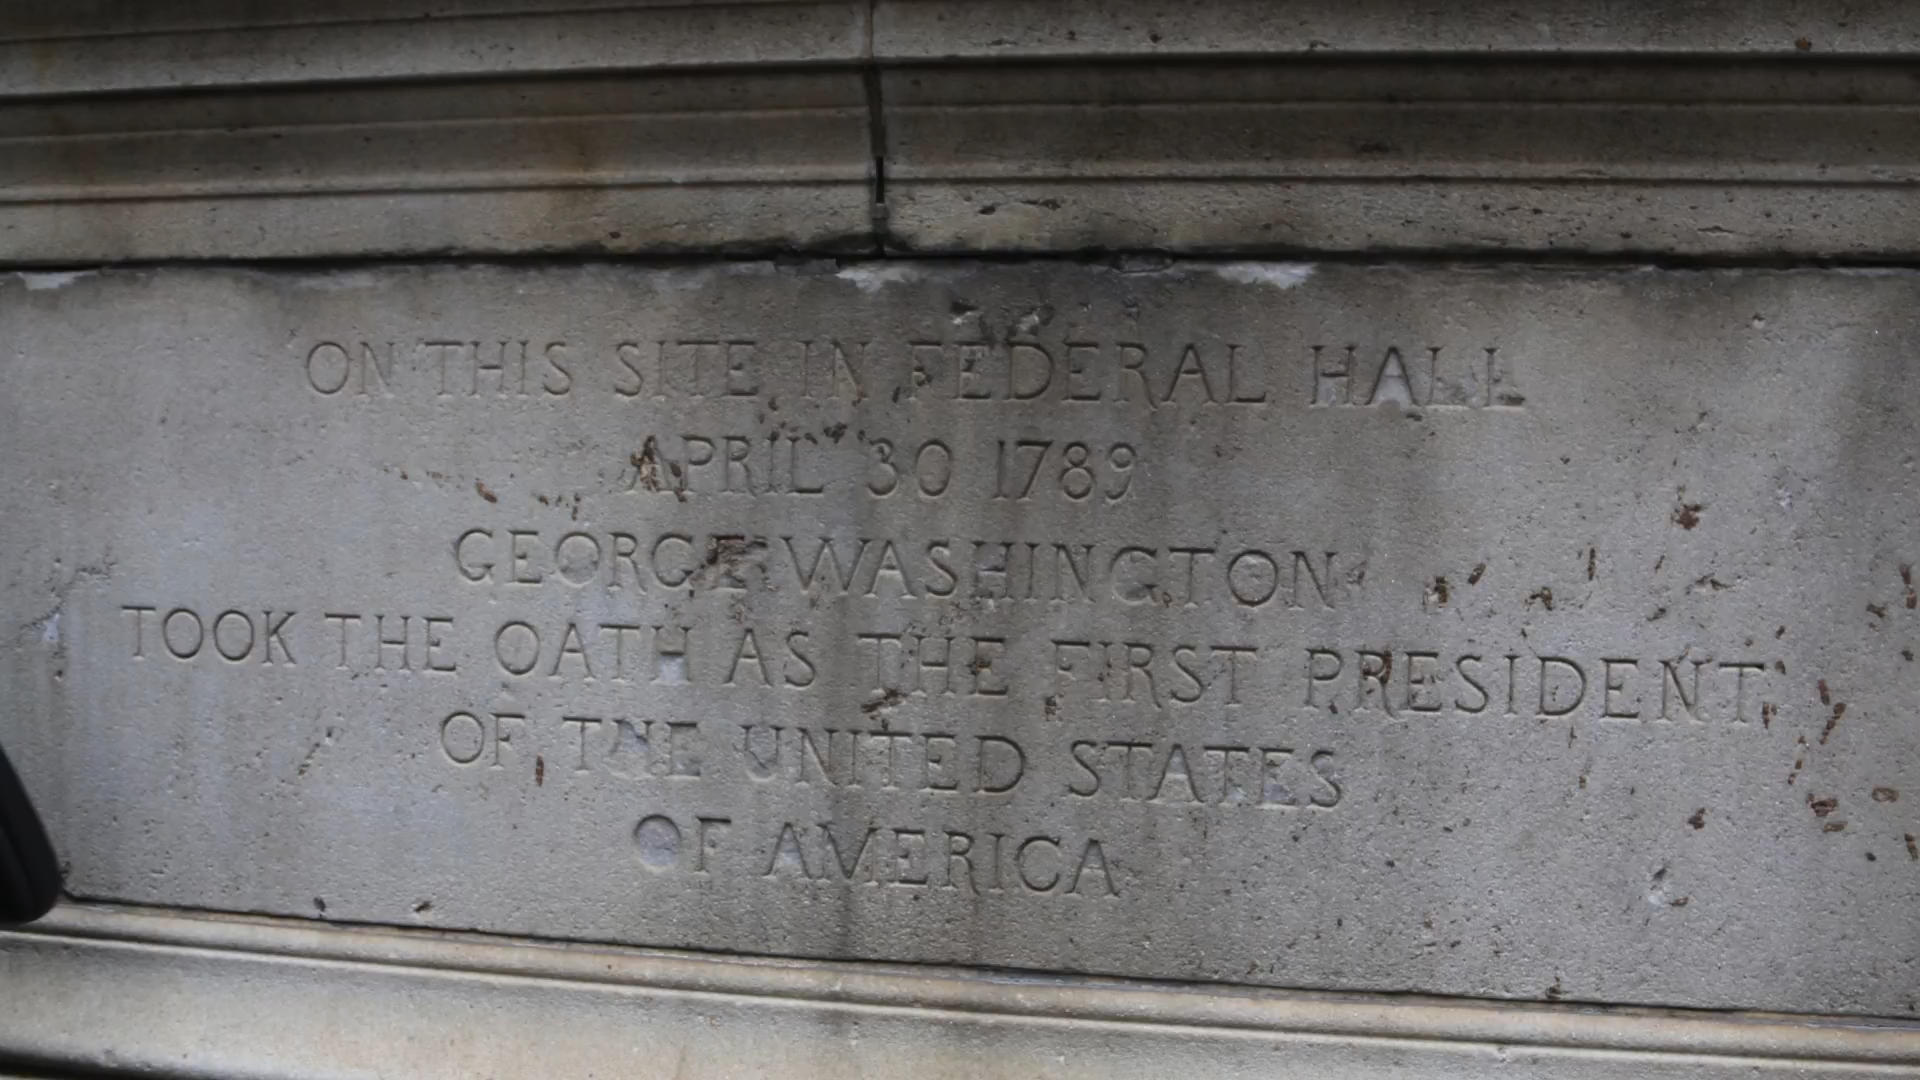 ON THIS SITE IN FEDERAL HALL
APRIL 30 1789
GEORGE WASHINGTON
TOOK THE OATH AS THE FIRST PRESIDENT
OF THE UNITED STATES
OF AMERICA